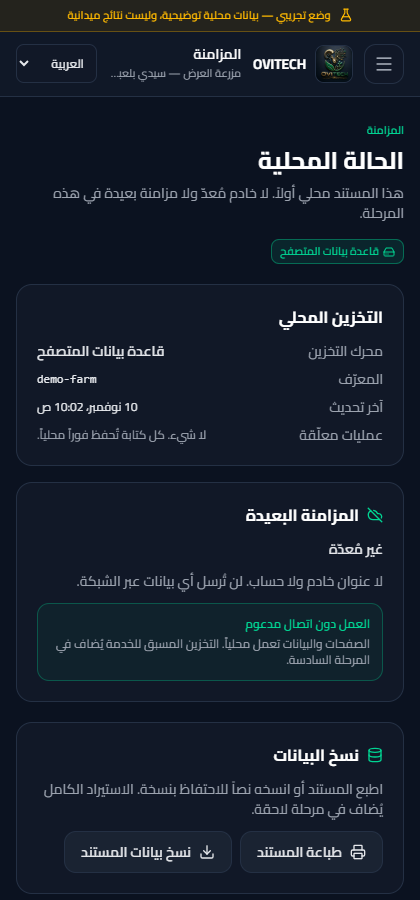 وضع تجريبي — بيانات محلية توضيحية، وليست نتائج ميدانية
OVITECH
المزامنة
مزرعة العرض — سيدي بلعبـ...
العربية
المزامنة
الحالة المحلية
هذا المستند محلي أولاً. لا خادم مُعدّ ولا مزامنة بعيدة في هذه
المرحلة.
قاعدة بيانات المتصفح
التخزين المحلي
محرك التخزين قاعدة بيانات المتصفح
المعرّف demo-farm
آخر تحديث 10 نوفمبر، 10:02 ص
عمليات معلّقة لا شيء. كل كتابة تُحفظ فوراً محلياً.
المزامنة البعيدة
غير مُعدّة
لا عنوان خادم ولا حساب. لن تُرسل أي بيانات عبر الشبكة.
العمل دون اتصال مدعوم
الصفحات والبيانات تعمل محلياً. التخزين المسبق للخدمة يُضاف في
المرحلة السادسة.
نسخ البيانات
اطبع المستند أو انسخه نصاً للاحتفاظ بنسخة. الاستيراد الكامل
يُضاف في مرحلة لاحقة.
طباعة المستند
نسخ بيانات المستند